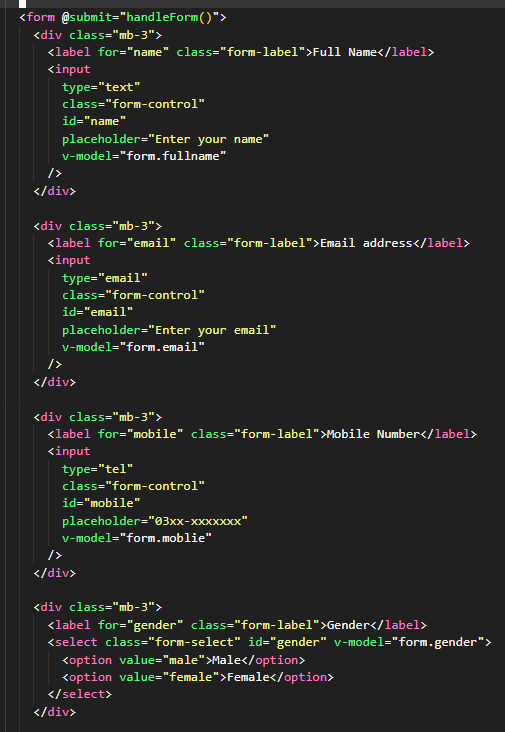 <form @submit="handleForm()">
<div class="mb-3">
<label for="name" class="form-label">Full Name</label>
<input
type="text"
class="form-control"
id="name"
placeholder="Enter your name"
v-model="form.fullname"
/>
</div>
<div class="mb-3">
<label for="email" class="form-label">Email address</label>
<input
type="email"
class="form-control"
id="email"
placeholder="Enter your email"
v-model="form.email"
/>
</div>
<div class="mb-3">
<label for="mobile" class="form-label">Mobile Number</label>
<input
type="tel"
class="form-control"
id="mobile"
placeholder="03xx-xxxxxxx"
v-model="form.moblie"
/>
</div>
<div class="mb-3">
<label for="gender" class="form-label">Gender</label>
<select class="form-select" id="gender" v-model="form.gender">
<option value="male">Male</option>
<option value="female">Female</option>
</select>
</div>